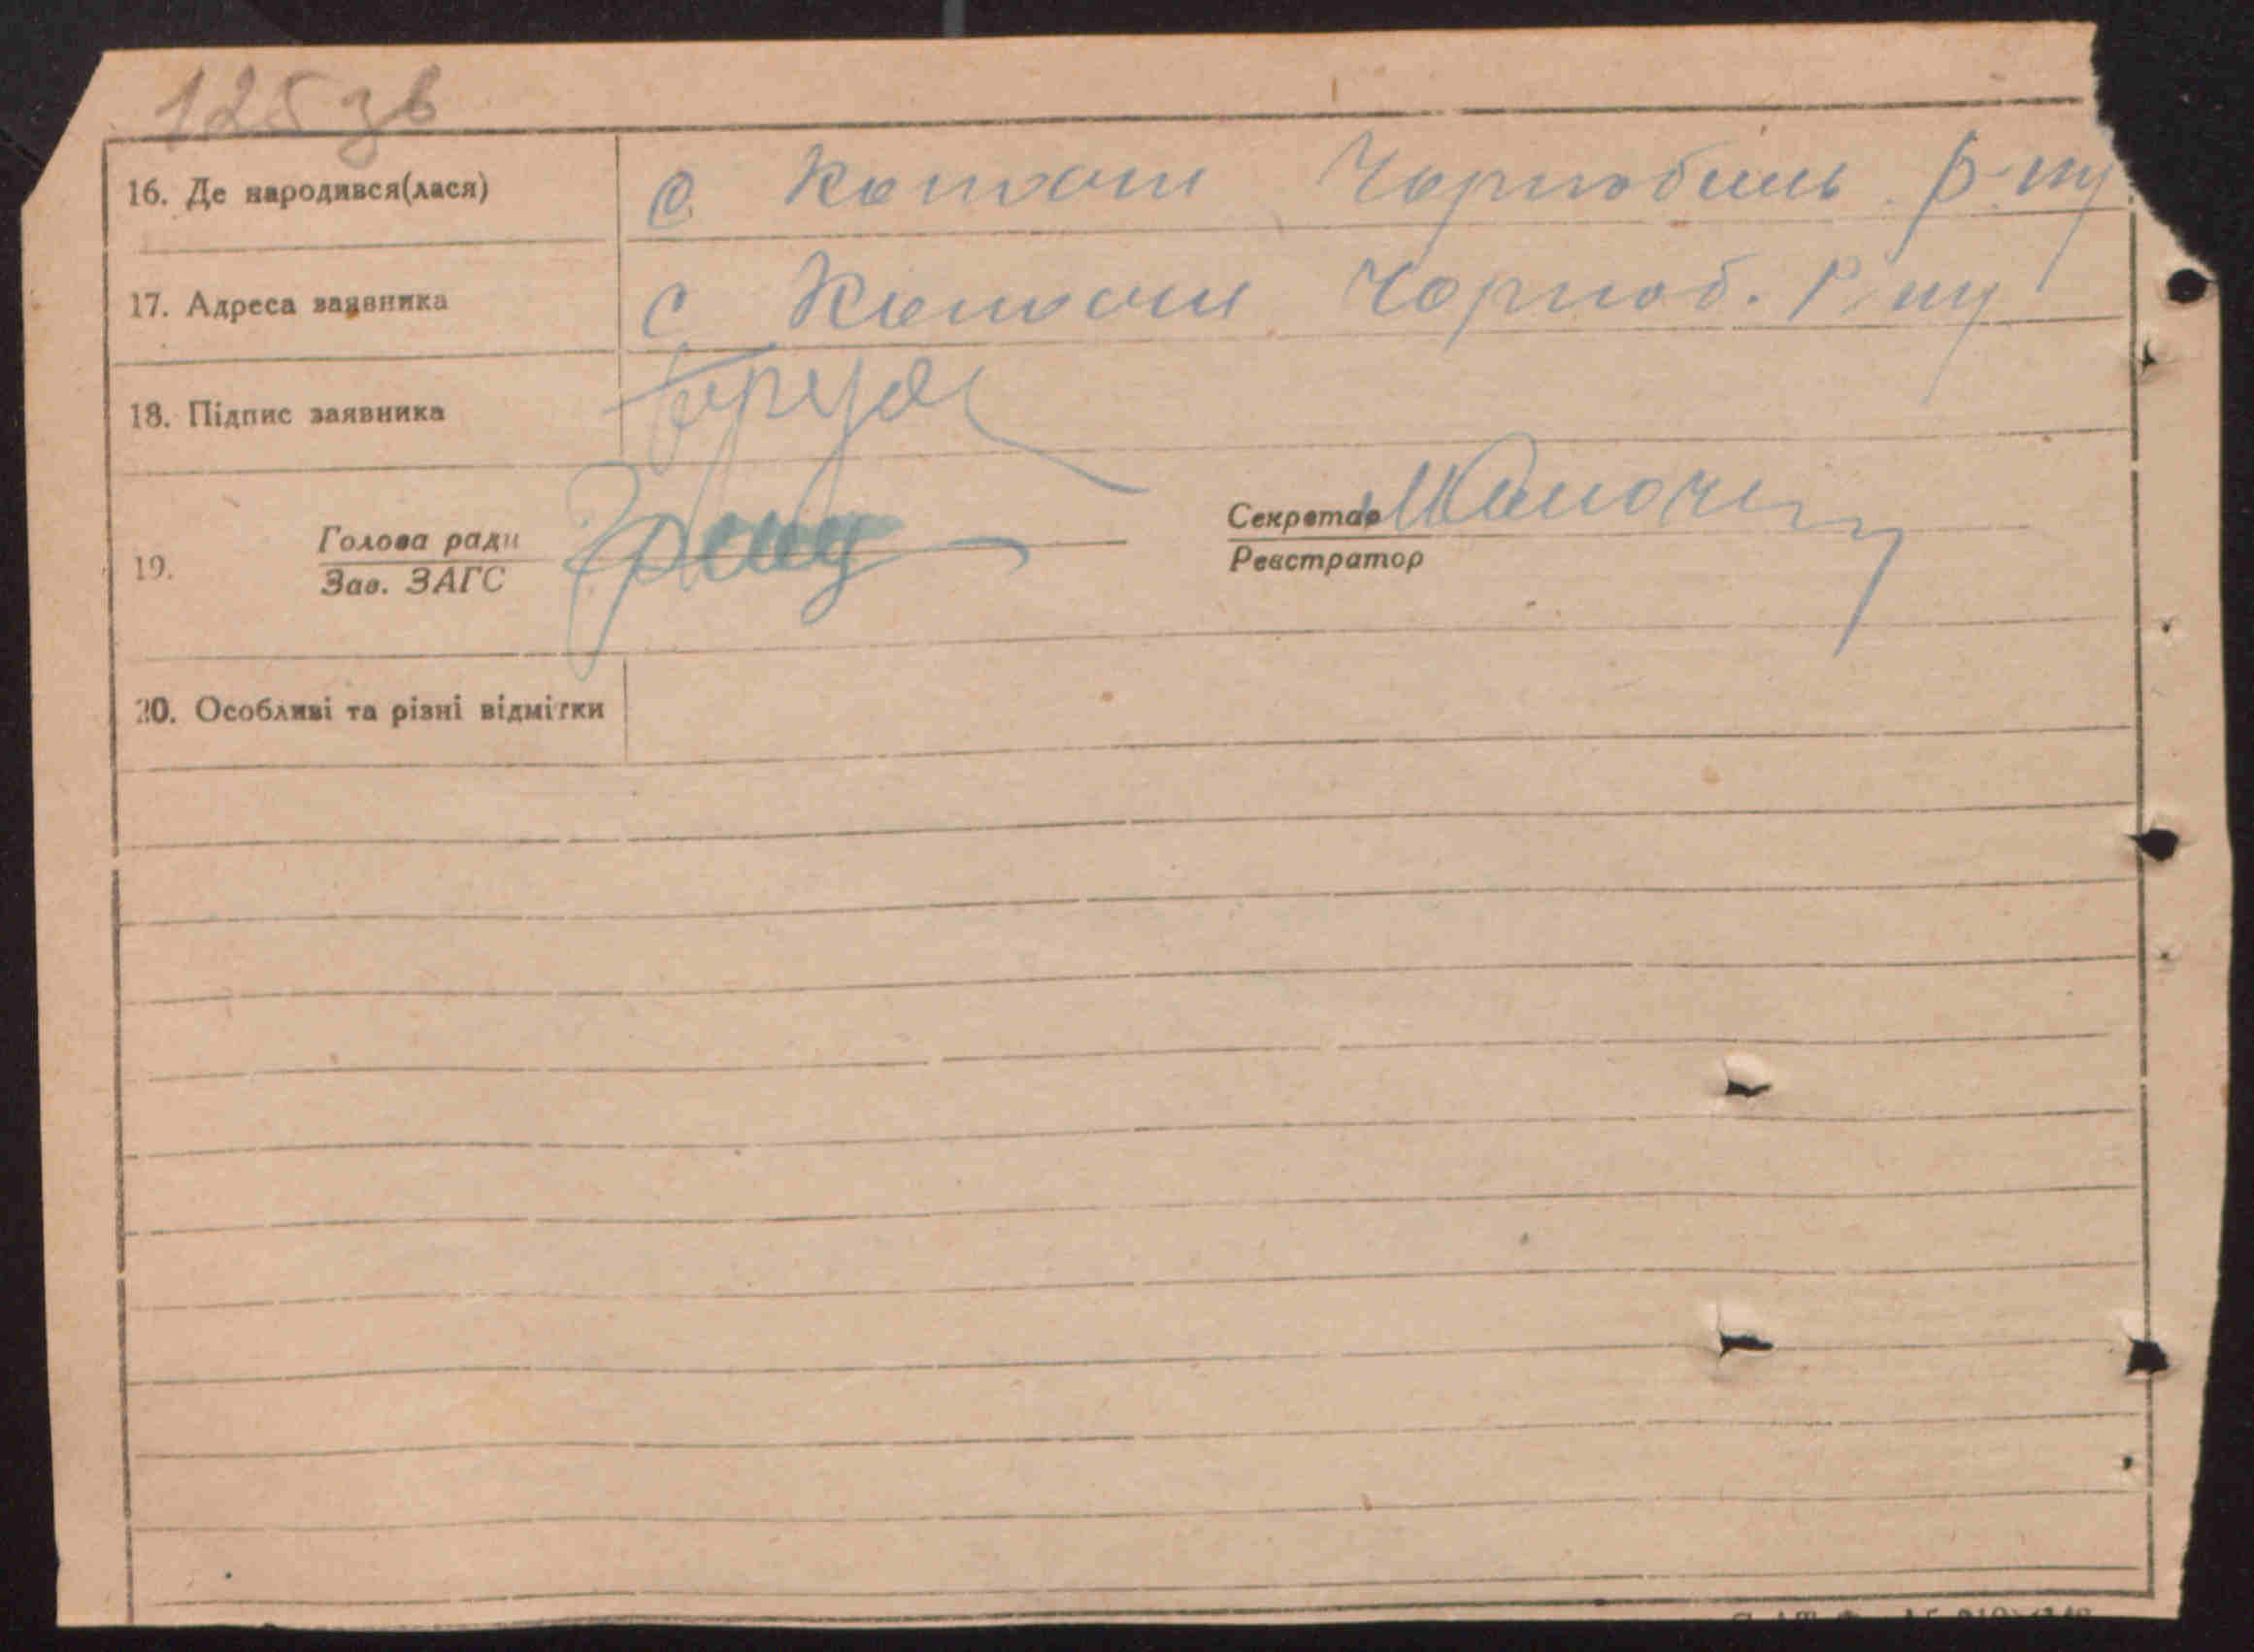 125 зв
16. Де народився(лася) с Копачи Чорнобиль. р-ну
17. Адреса заявника с Копачи Чорноб. р-ну
18. Підпис заявника
19. Голова ради Секретар
Зав. ЗАГС Реєстратор
20. Особливі та різні відмітки